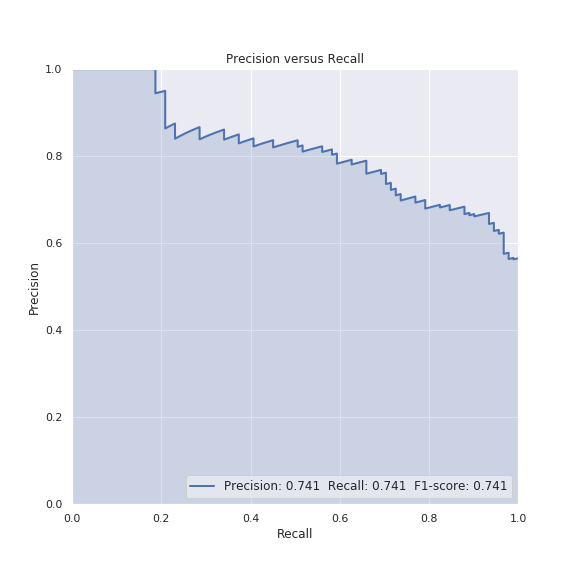 Precision versus Recall
1.0
0.8
0.6
0.4
0.2
0.0
Precision
Precision: 0.741 Recall: 0.741 F1-score: 0.741
0.0 0.2 0.4 0.6 0.8 1.0
Recall